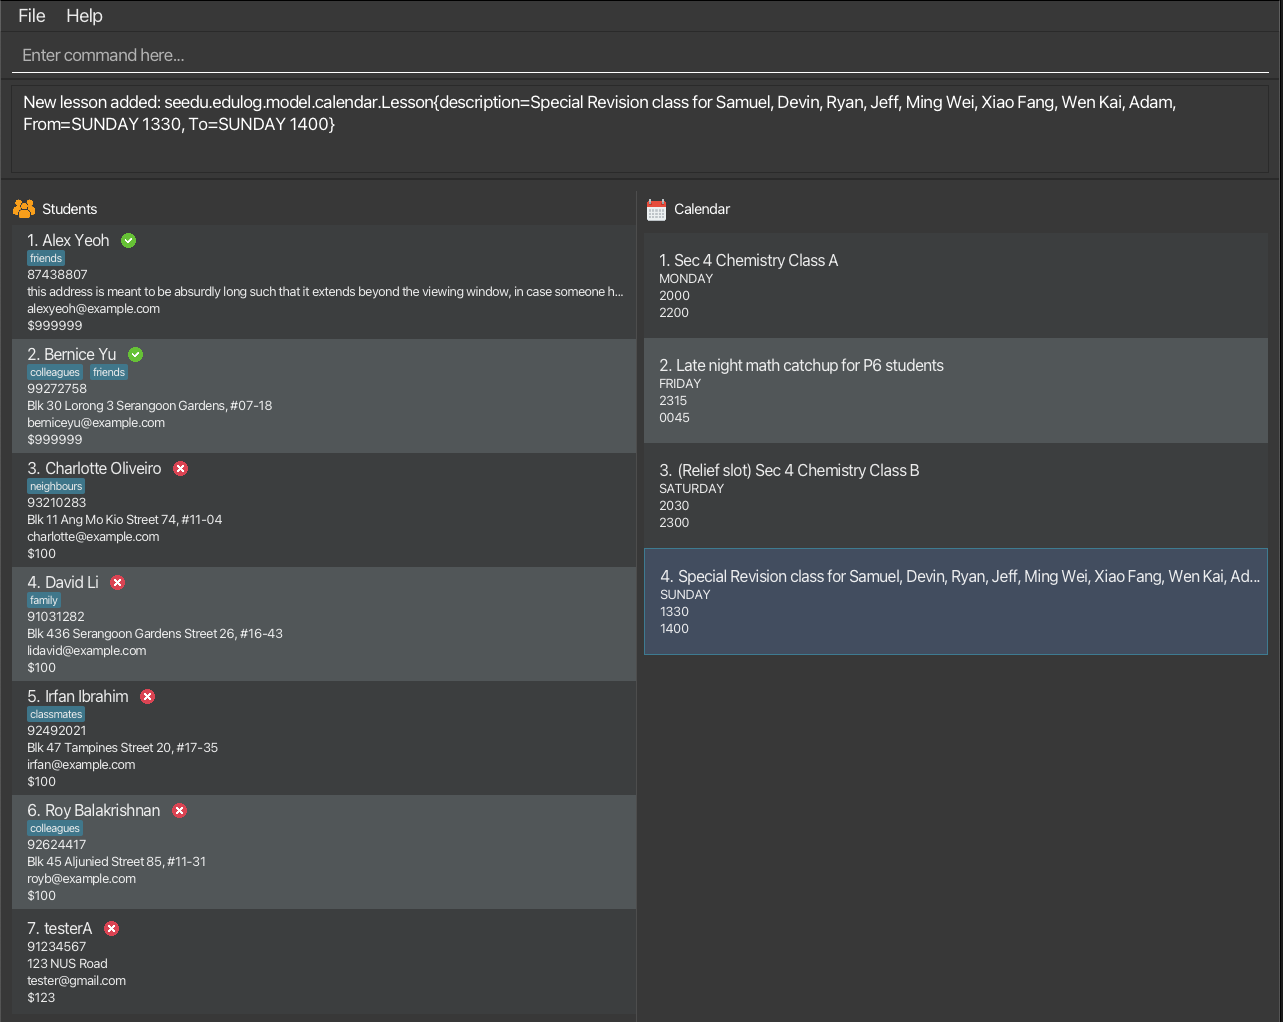 File Help
Enter command here...
New lesson added: seedu.edulog.model.calendar.Lesson{description=Special Revision class for Samuel, Devin, Ryan, Jeff, Ming Wei, Xiao Fang, Wen Kai, Adam,
From=SUNDAY 1330, To=SUNDAY 1400}
Students
1. Alex Yeoh
friends
87438807
this address is meant to be absurdly long such that it extends beyond the viewing window, in case someone h...
alexyeoh@example.com
$999999
2. Bernice Yu
colleagues friends
99272758
Blk 30 Lorong 3 Serangoon Gardens, #07-18
berniceyu@example.com
$999999
3. Charlotte Oliveiro
neighbours
93210283
Blk 11 Ang Mo Kio Street 74, #11-04
charlotte@example.com
$100
4. David Li
family
91031282
Blk 436 Serangoon Gardens Street 26, #16-43
lidavid@example.com
$100
5. Irfan Ibrahim
classmates
92492021
Blk 47 Tampines Street 20, #17-35
irfan@example.com
$100
6. Roy Balakrishnan
colleagues
92624417
Blk 45 Aljunied Street 85, #11-31
royb@example.com
$100
7. testerA
91234567
123 NUS Road
tester@gmail.com
$123
Calendar
1. Sec 4 Chemistry Class A
MONDAY
2000
2200
2. Late night math catchup for P6 students
FRIDAY
2315
0045
3. (Relief slot) Sec 4 Chemistry Class B
SATURDAY
2030
2300
4. Special Revision class for Samuel, Devin, Ryan, Jeff, Ming Wei, Xiao Fang, Wen Kai, Ad...
SUNDAY
1330
1400